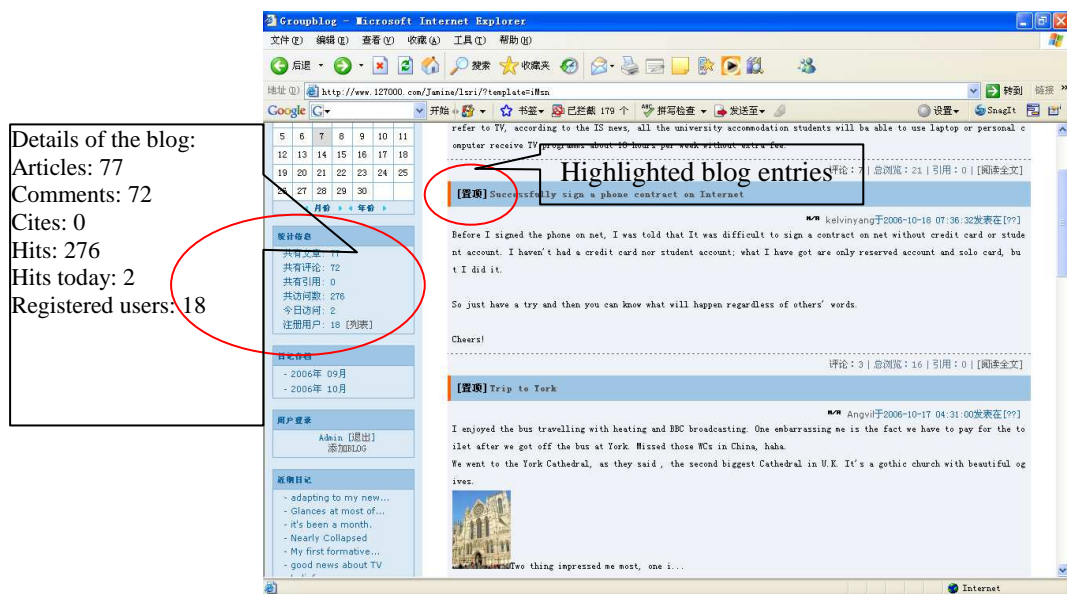 Groupblog - Microsoft Internet Explorer
文件(F) 编辑(E) 查看(V) 收藏(A) 工具(T) 帮助(H)
后退 搜索 收藏夹
地址(D) http://www.127000.com/Janine/lsri/?template=iMsn 转到 链接 »
Google G 开始 书签 已拦截 179 个 拼写检查 发送至 设置 SnagIt
Details of the blog:
Articles: 77
Comments: 72
Cites: 0
Hits: 276
Hits today: 2
Registered users: 18
5 6 7 8 9 10 11
12 13 14 15 16 17 18
19 20 21 22 23 24 25
26 27 28 29 30
月份 年份
统计信息
共有文章: 77
共有评论: 72
共有引用: 0
共访问数: 276
今日访问: 2
注册用户: 18 [列表]
日记存档
- 2006年 09月
- 2006年 10月
用户登录
Admin [退出]
添加BLOG
近期日记
- adapting to my new...
- Glances at most of...
- it's been a month.
- Nearly Collapsed
- My first formative...
- good news about TV
refer to TV, according to the IS news, all the university accommodation students will be able to use laptop or personal c
omputer receive TV programs about 18 hours per week without extra fee.
评论：7 | 总浏览：21 | 引用：0 | [阅读全文]
Highlighted blog entries
[置顶] Successfully sign a phone contract on Internet
kelvinyang于2006-10-18 07:36:32发表在[??]
Before I signed the phone on net, I was told that It was difficult to sign a contract on net without credit card or stude
nt account. I haven't had a credit card nor student account; what I have got are only reserved account and solo card, bu
t I did it.
So just have a try and then you can know what will happen regardless of others' words.
Cheers!
评论：3 | 总浏览：16 | 引用：0 | [阅读全文]
[置顶] Trip to York
Angvil于2006-10-17 04:31:00发表在[??]
I enjoyed the bus travelling with heating and BBC broadcasting. One embarrassing me is the fact we have to pay for the to
ilet after we got off the bus at York. Missed those WCs in China, haha.
We went to the York Cathedral, as they said , the second biggest Cathedral in U.K. It's a gothic church with beautiful og
ives.
Two thing impressed me most, one i...
Internet